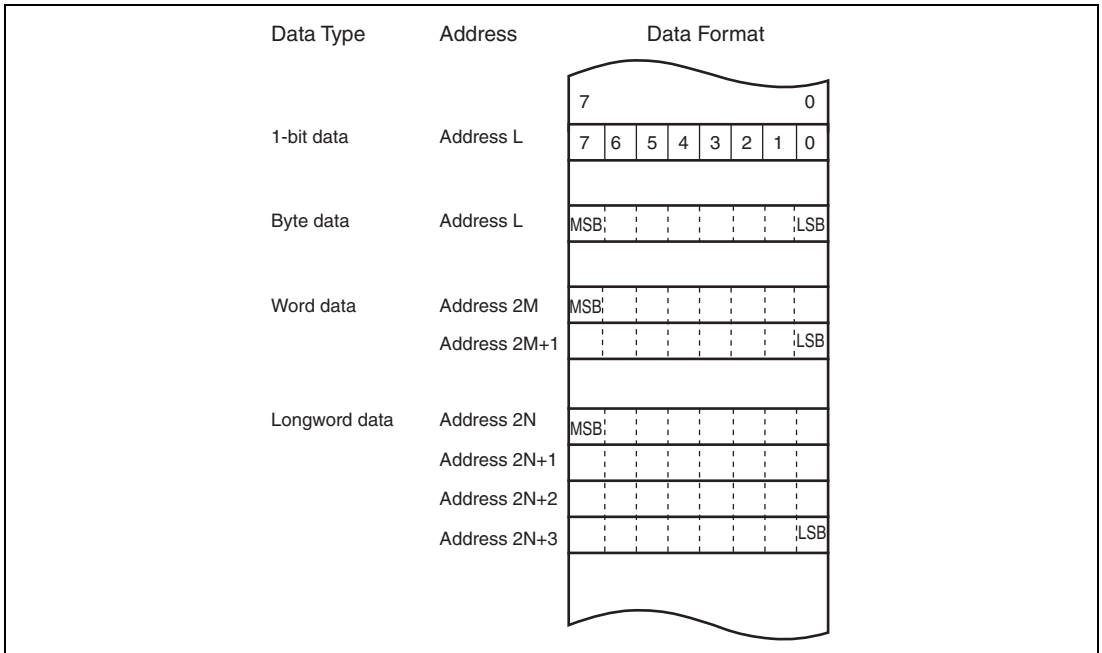 Data Type Address Data Format
7 0
1-bit data Address L 7 6 5 4 3 2 1 0
Byte data Address L MSB LSB
Word data Address 2M MSB
Address 2M+1 LSB
Longword data Address 2N MSB
Address 2N+1
Address 2N+2
Address 2N+3 LSB